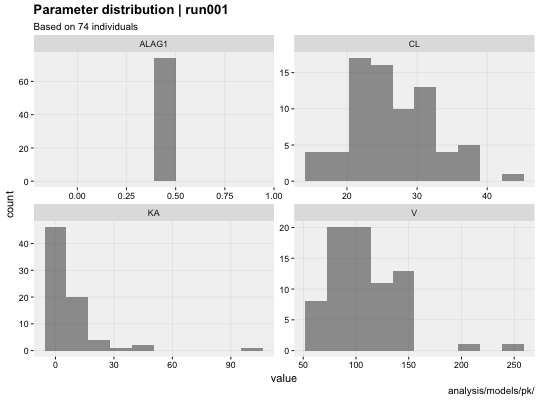 Parameter distribution | run001
Based on 74 individuals
ALAG1
CL
60
40
20
0
15
10
5
0
0.00 0.25 0.50 0.75 1.00
20 30 40
count
KA
V
40
30
20
10
0
20
15
10
5
0
0 30 60 90
50 100 150 200 250
value
analysis/models/pk/